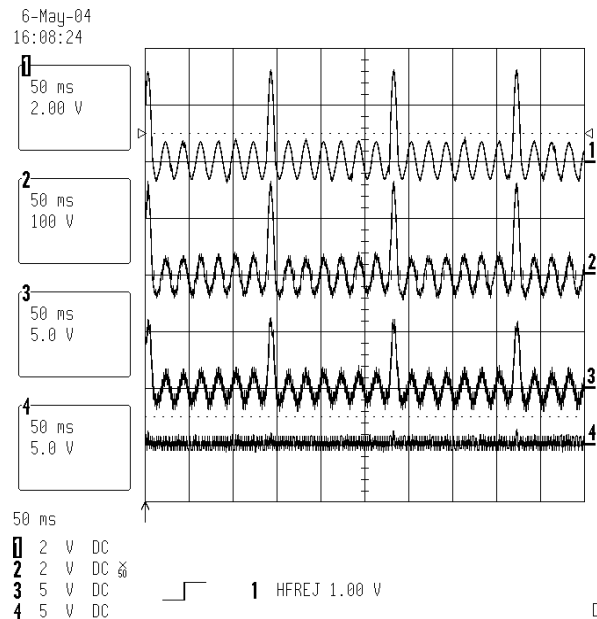 6-May-04
16:08:24
1
50 ms
2.00 V
2
50 ms
100 V
3
50 ms
5.0 V
4
50 ms
5.0 V
1
2
3
4
50 ms
1 2 V DC
2 2 V DC ×50
3 5 V DC
4 5 V DC
1 HFREJ 1.00 V